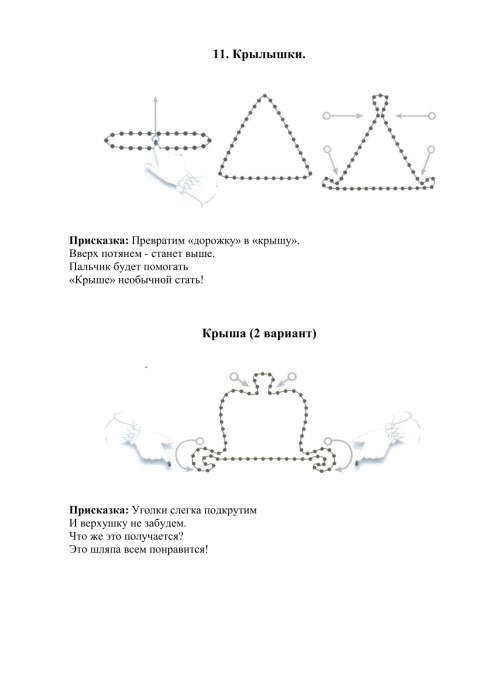 11. Крылышки.
Присказка: Превратим «дорожку» в «крышу».
Вверх потянем - станет выше.
Пальчик будет помогать
«Крыше» необычной стать!
Крыша (2 вариант)
Присказка: Уголки слегка подкрутим
И верхушку не забудем.
Что же это получается?
Это шляпа всем понравится!